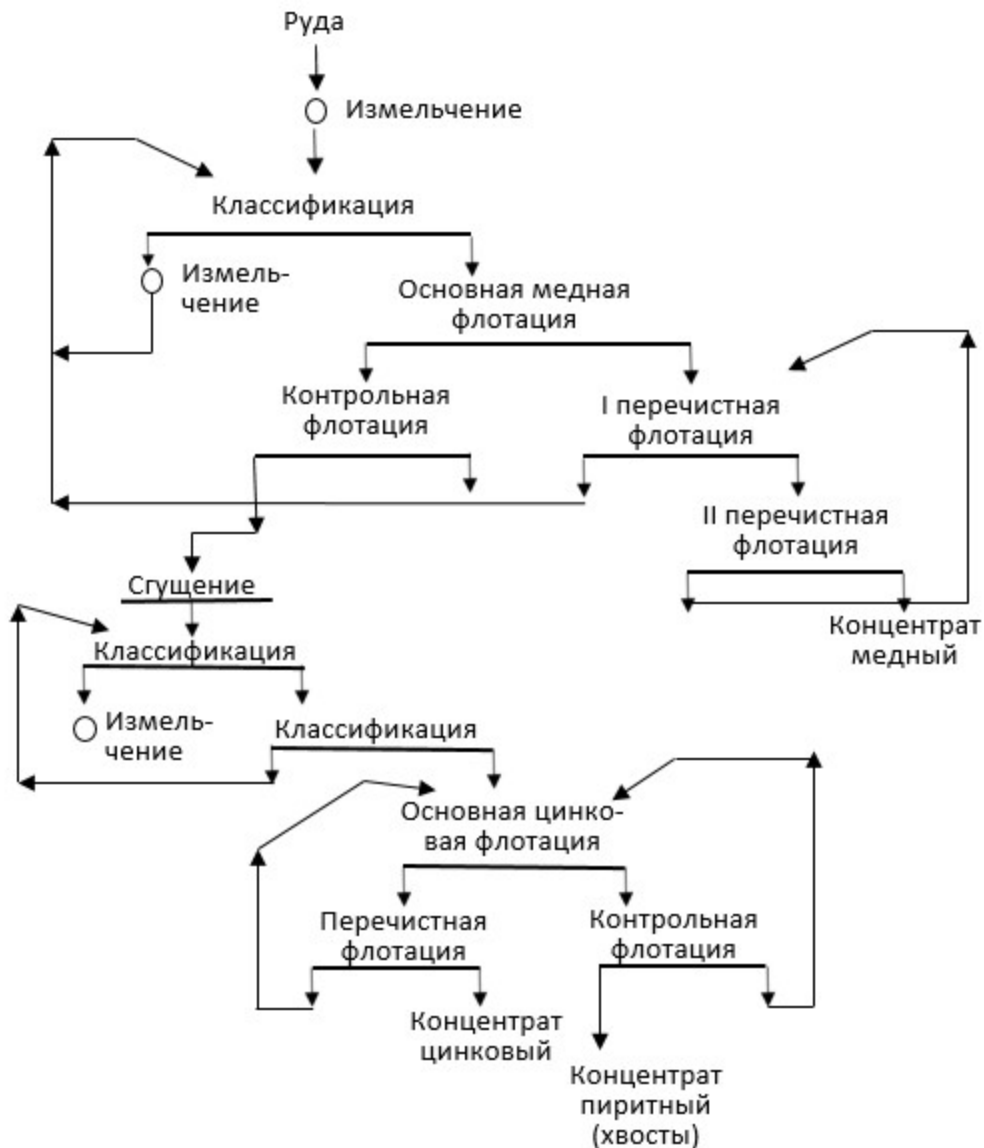 Руда
Измельчение
Классификация
Измель-
чение
Основная медная
флотация
Контрольная
флотация
I перечистная
флотация
II перечистная
флотация
Сгущение
Концентрат
медный
Классификация
Измель-
чение
Классификация
Основная цинко-
вая флотация
Перечистная
флотация
Контрольная
флотация
Концентрат
цинковый
Концентрат
пиритный
(хвосты)